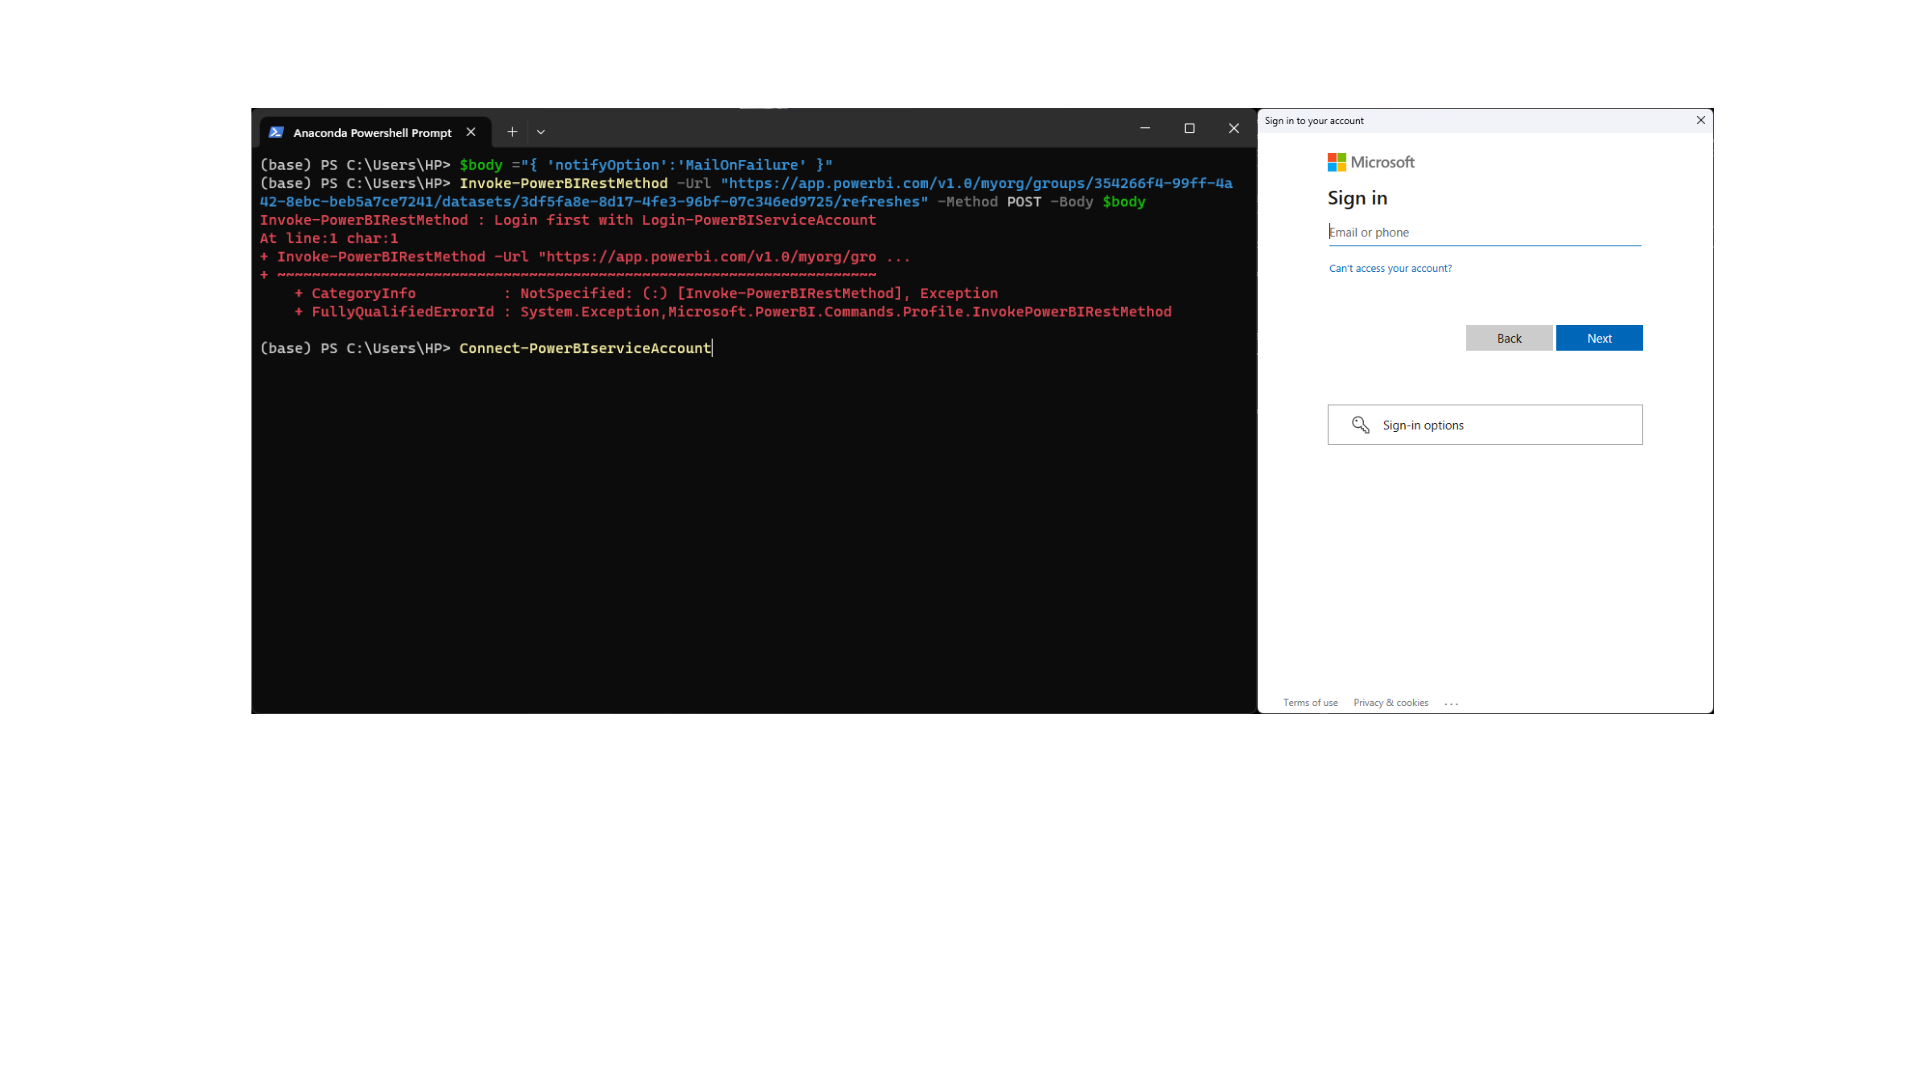 Anaconda Powershell Prompt
(base) PS C:\Users\HP> $body ="{ 'notifyOption':'MailOnFailure' }"
(base) PS C:\Users\HP> Invoke-PowerBIRestMethod -Url "https://app.powerbi.com/v1.0/myorg/groups/354266f4-99ff-4a
42-8ebc-beb5a7ce7241/datasets/3df5fa8e-8d17-4fe3-96bf-07c346ed9725/refreshes" -Method POST -Body $body
Invoke-PowerBIRestMethod : Login first with Login-PowerBIServiceAccount
At line:1 char:1
+ Invoke-PowerBIRestMethod -Url "https://app.powerbi.com/v1.0/myorg/gro ...
+ ~~~~~~~~~~~~~~~~~~~~~~~~~~~~~~~~~~~~~~~~~~~~~~~~~~~~~~~~~~~~~~~~~~~~~
+ CategoryInfo : NotSpecified: (:) [Invoke-PowerBIRestMethod], Exception
+ FullyQualifiedErrorId : System.Exception,Microsoft.PowerBI.Commands.Profile.InvokePowerBIRestMethod
(base) PS C:\Users\HP> Connect-PowerBIserviceAccount
Sign in to your account
Microsoft
Sign in
Email or phone
Can't access your account?
Back
Next
Sign-in options
Terms of use Privacy & cookies ...